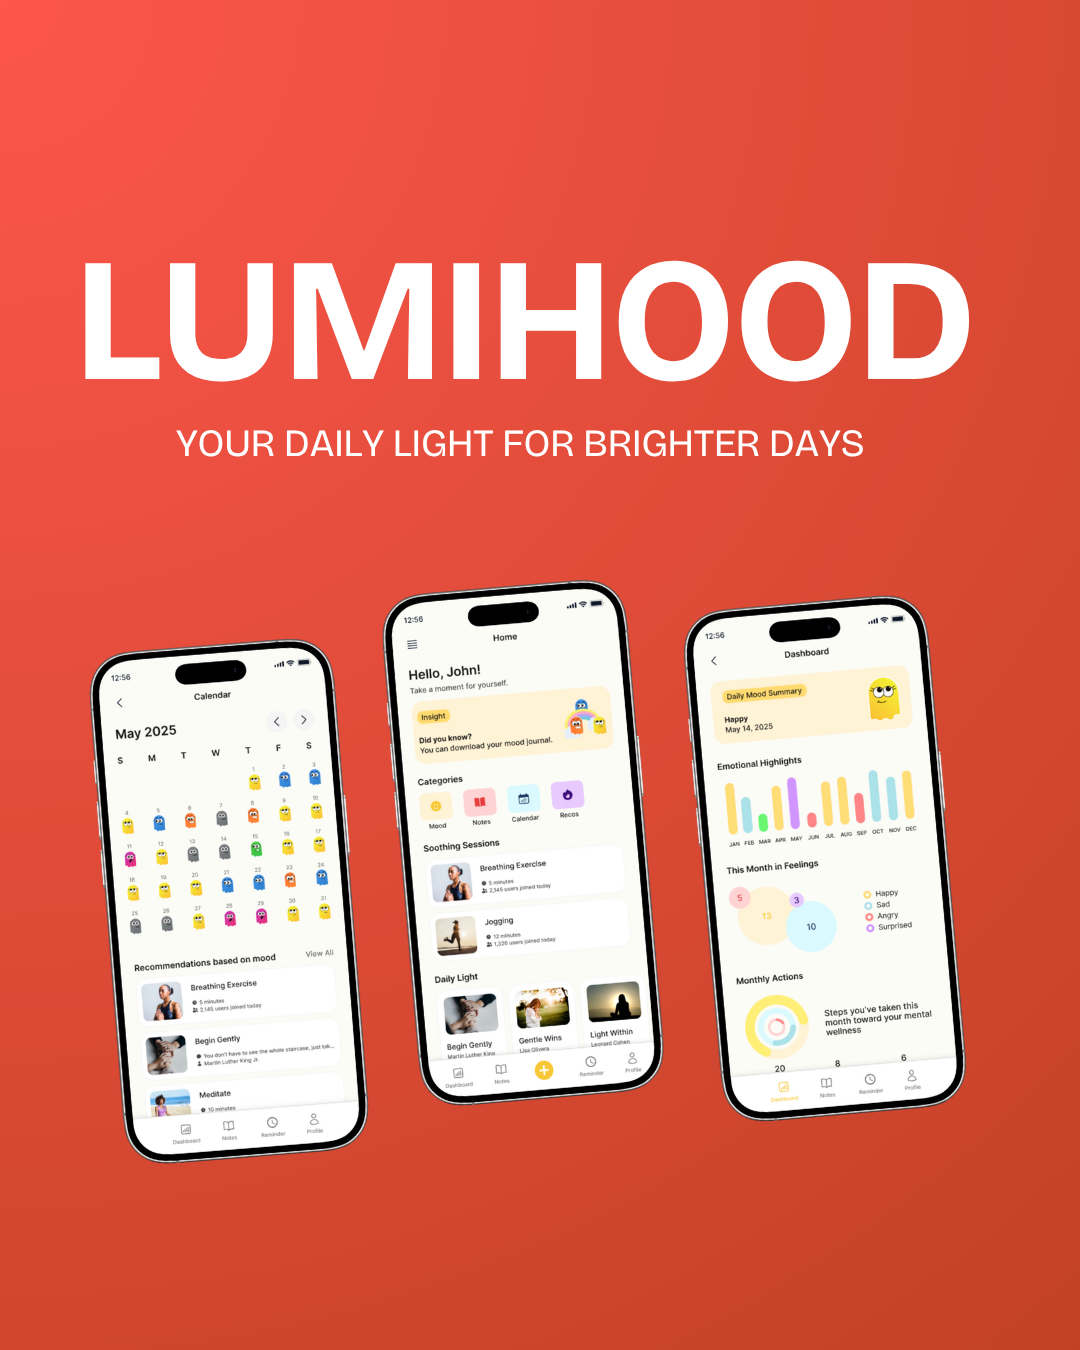 LUMIHOOD
YOUR DAILY LIGHT FOR BRIGHTER DAYS
12:56
Calendar
May 2025
S M T W T F S
1 2 3
4 5 6 7 8 9 10
11 12 13 14 15 16 17
18 19 20 21 22 23 24
25 26 27 28 29 30 31
Recommendations based on mood View All
Breathing Exercise
5 minutes
2,145 users joined today
Begin Gently
You don't have to see the whole staircase, just tak...
Martin Luther King Jr.
Meditate
10 minutes
Dashboard Notes Reminder Profile
12:56
Home
Hello, John!
Take a moment for yourself.
Insight
Did you know?
You can download your mood journal.
Categories
Mood Notes Calendar Recos
Soothing Sessions
Breathing Exercise
5 minutes
2,145 users joined today
Jogging
12 minutes
1,326 users joined today
Daily Light
Begin Gently Gentle Wins Light Within
Martin Luther King Lisa Olivera Leonard Cohen
Dashboard Notes Reminder Profile
12:56
Dashboard
Daily Mood Summary
Happy
May 14, 2025
Emotional Highlights
JAN FEB MAR APR MAY JUN JUL AUG SEP OCT NOV DEC
This Month in Feelings
5 13 3 10
Happy
Sad
Angry
Surprised
Monthly Actions
Steps you've taken this
month toward your mental
wellness
20 8 6
Dashboard Notes Reminder Profile